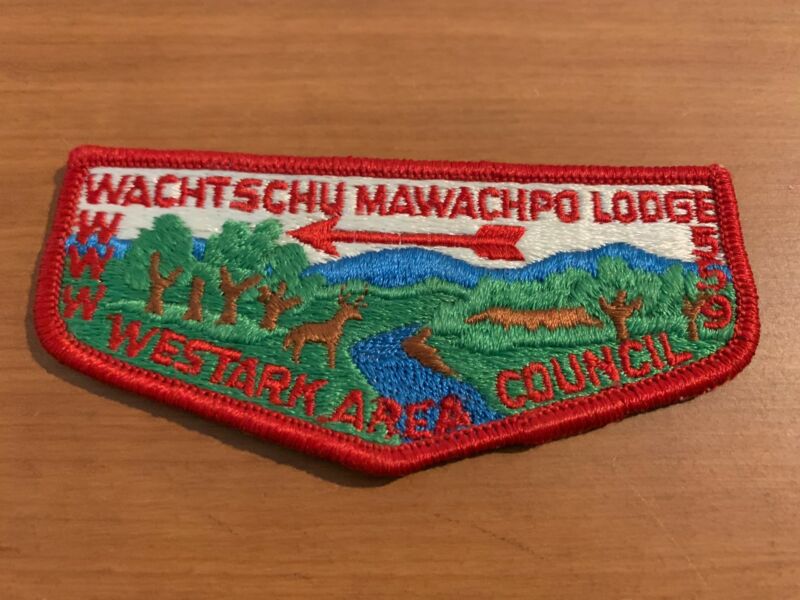 WACHTSCHU MAWACHPO LODGE
WWW
559
WESTARK AREA COUNCIL